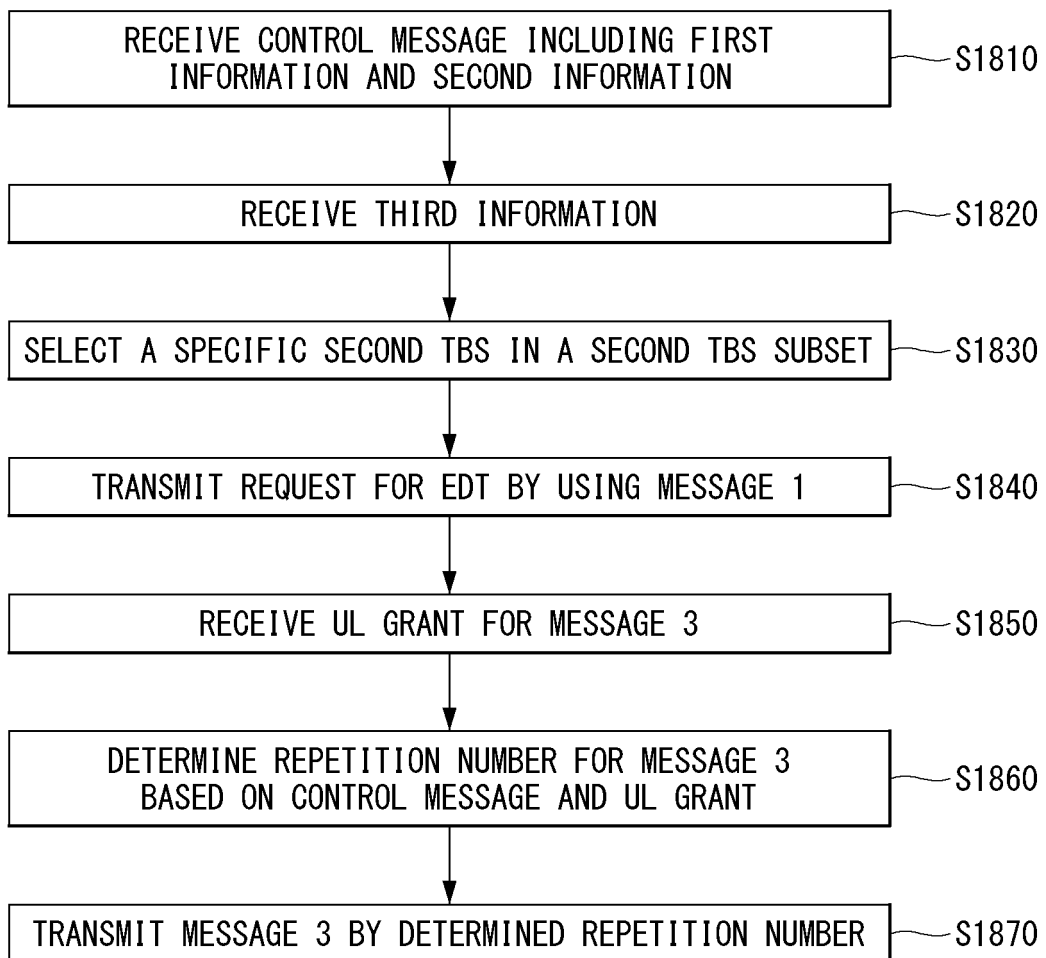 RECEIVE CONTROL MESSAGE INCLUDING FIRST
INFORMATION AND SECOND INFORMATION
S1810
RECEIVE THIRD INFORMATION
S1820
SELECT A SPECIFIC SECOND TBS IN A SECOND TBS SUBSET
S1830
TRANSMIT REQUEST FOR EDT BY USING MESSAGE 1
S1840
RECEIVE UL GRANT FOR MESSAGE 3
S1850
DETERMINE REPETITION NUMBER FOR MESSAGE 3
BASED ON CONTROL MESSAGE AND UL GRANT
S1860
TRANSMIT MESSAGE 3 BY DETERMINED REPETITION NUMBER
S1870